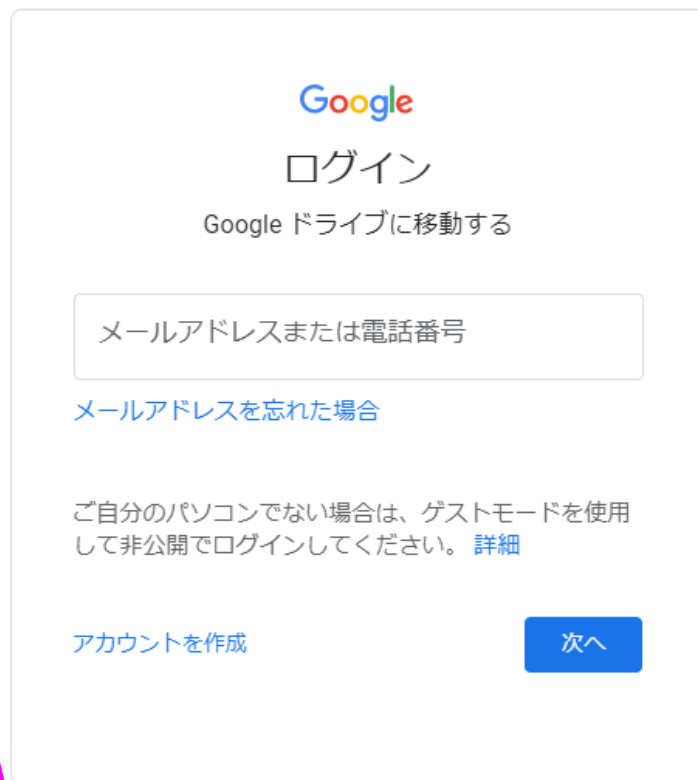 Google
ログイン
Google ドライブに移動する
メールアドレスまたは電話番号
メールアドレスを忘れた場合
ご自分のパソコンでない場合は、ゲストモードを使用
して非公開でログインしてください。 詳細
アカウントを作成
次へ